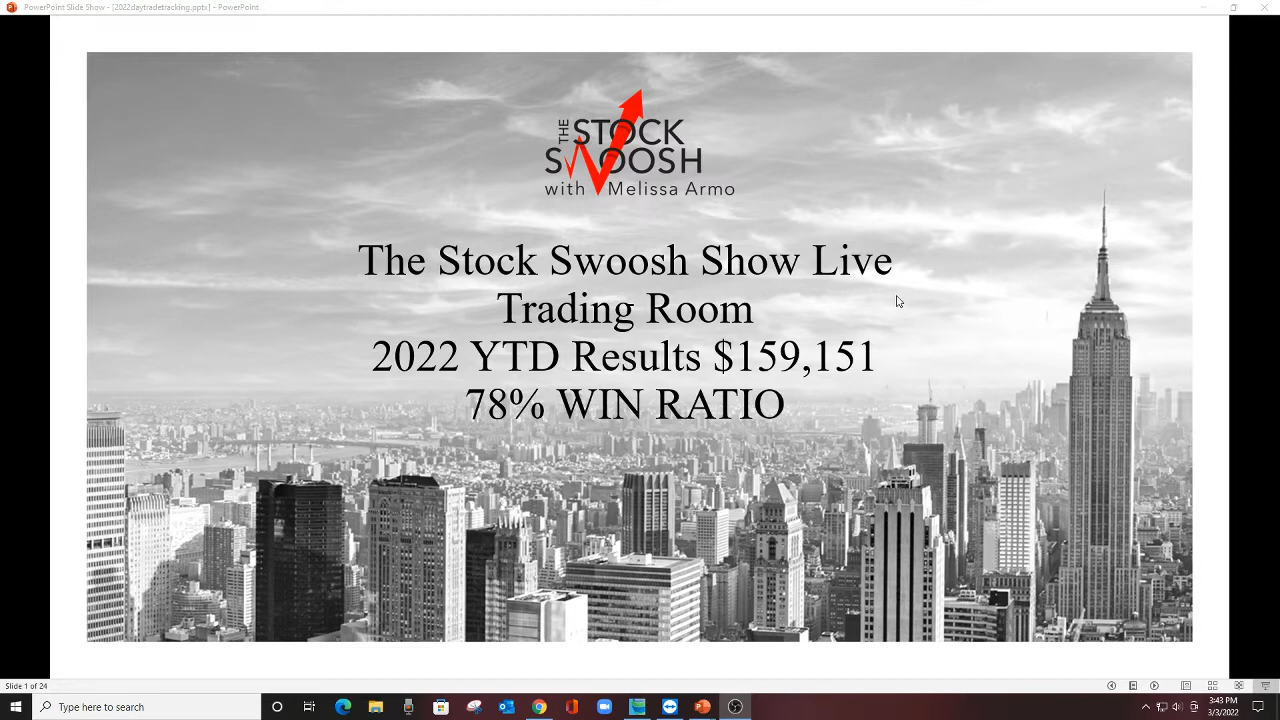 PowerPoint Slide Show - [2022daytradetracking.pptx] - PowerPoint
THE STOCK
SWOOSH
with Melissa Armo
The Stock Swoosh Show Live
Trading Room
2022 YTD Results $159,151
78% WIN RATIO
Slide 1 of 24
Type here to search
3:43 PM
3/3/2022